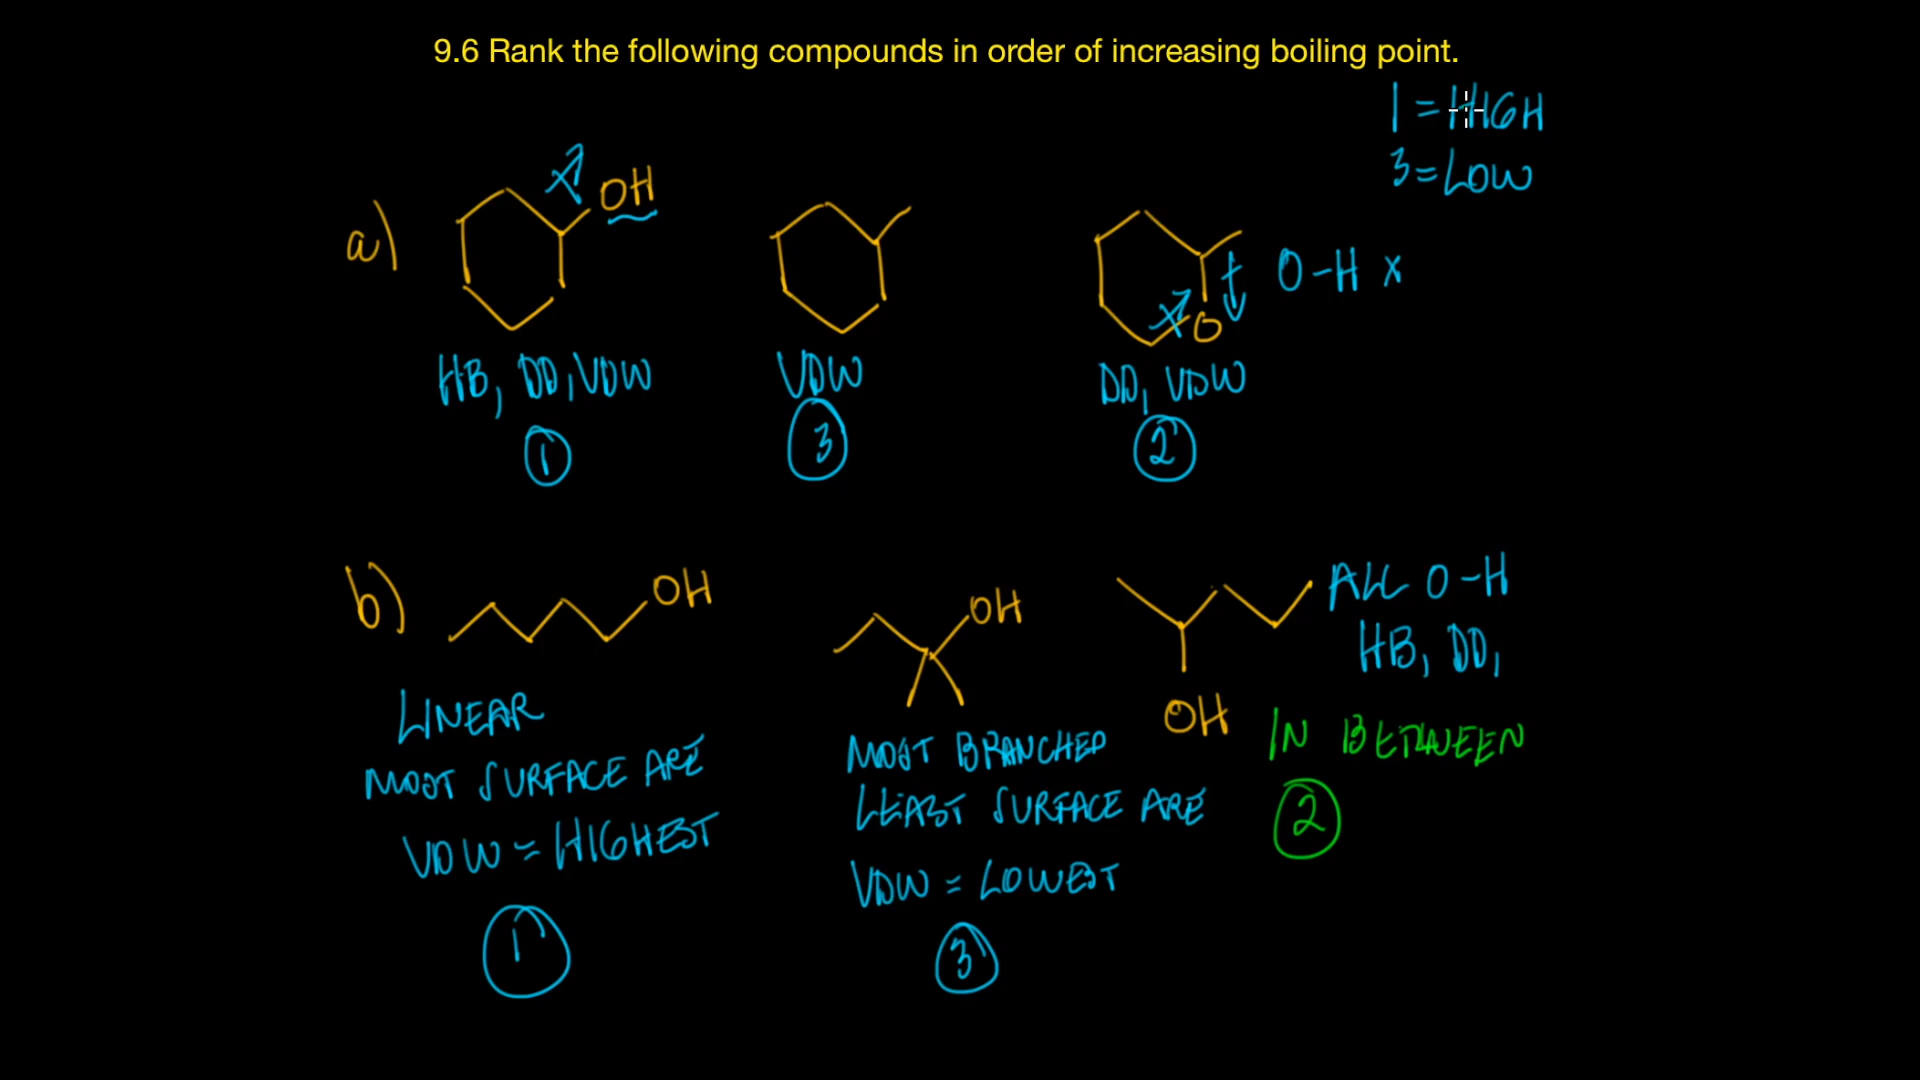 9.6 Rank the following compounds in order of increasing boiling point.
1 = HIGH
3 = LOW
a)
OH
O
O-H x
HB, DD, VDW
VDW
DD, VDW
1
3
2
b)
OH
OH
OH
ALL O-H
HB, DD,
LINEAR
MOST SURFACE ARE
VDW = HIGHEST
1
MOST BRANCHED
LEAST SURFACE ARE
VDW = LOWEST
3
IN BETWEEN
2